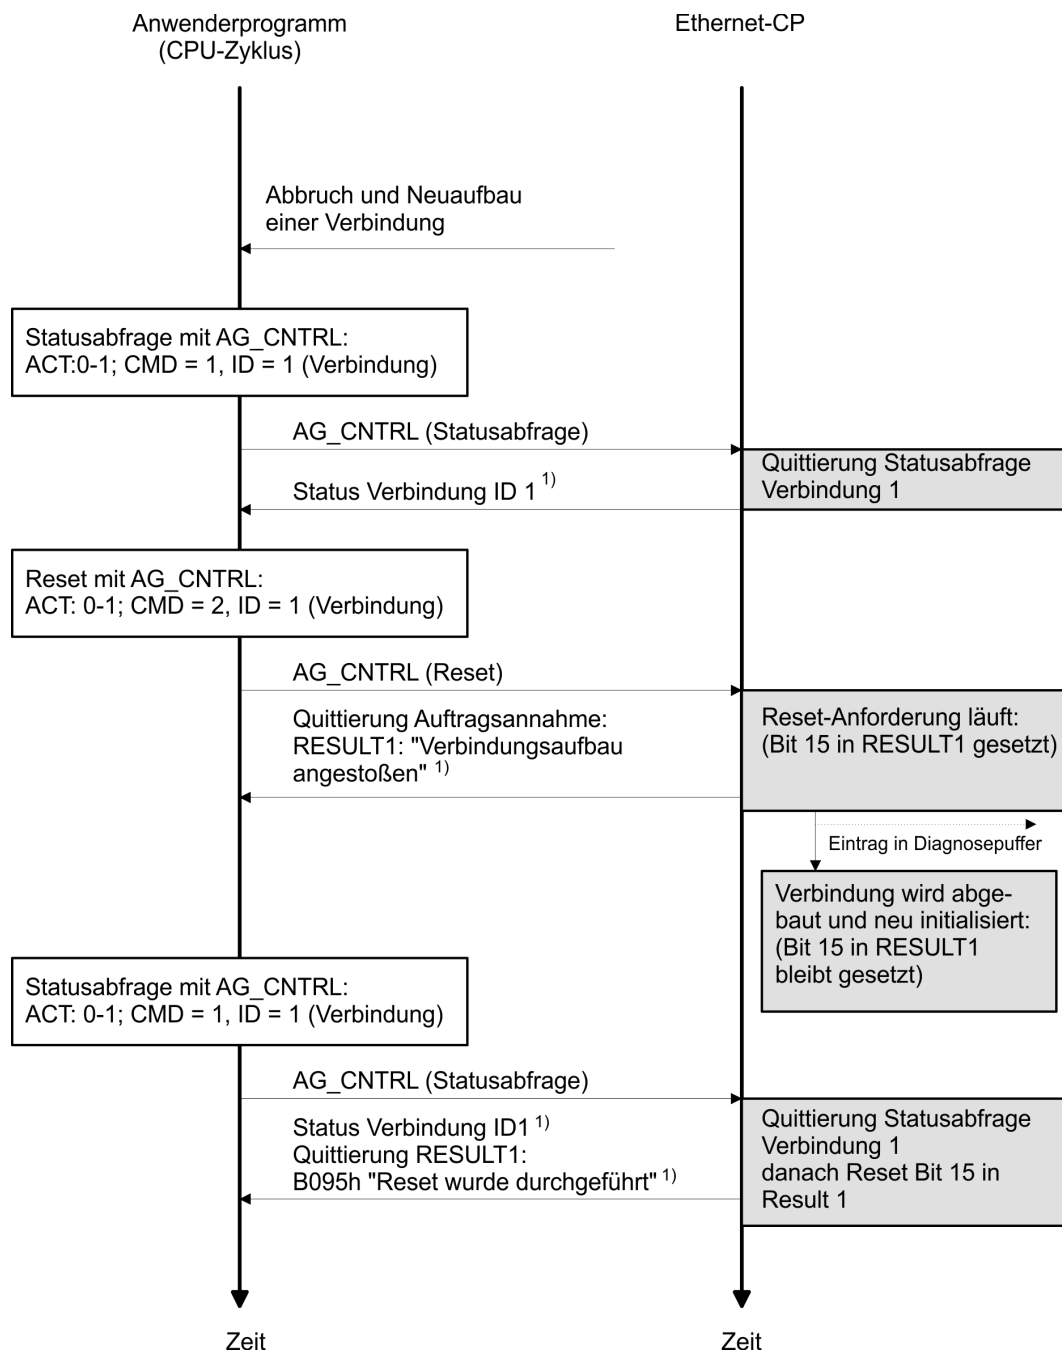 Anwenderprogramm
(CPU-Zyklus)
Ethernet-CP
Abbruch und Neuaufbau
einer Verbindung
Statusabfrage mit AG_CNTRL:
ACT:0-1; CMD = 1, ID = 1 (Verbindung)
AG_CNTRL (Statusabfrage)
Quittierung Statusabfrage
Verbindung 1
Status Verbindung ID 1 1)
Reset mit AG_CNTRL:
ACT: 0-1; CMD = 2, ID = 1 (Verbindung)
AG_CNTRL (Reset)
Quittierung Auftragsannahme:
RESULT1: "Verbindungsaufbau
angestoßen" 1)
Reset-Anforderung läuft:
(Bit 15 in RESULT1 gesetzt)
Eintrag in Diagnosepuffer
Verbindung wird abge-
baut und neu initialisiert:
(Bit 15 in RESULT1
bleibt gesetzt)
Statusabfrage mit AG_CNTRL:
ACT: 0-1; CMD = 1, ID = 1 (Verbindung)
AG_CNTRL (Statusabfrage)
Status Verbindung ID1 1)
Quittierung RESULT1:
B095h "Reset wurde durchgeführt" 1)
Quittierung Statusabfrage
Verbindung 1
danach Reset Bit 15 in
Result 1
Zeit
Zeit